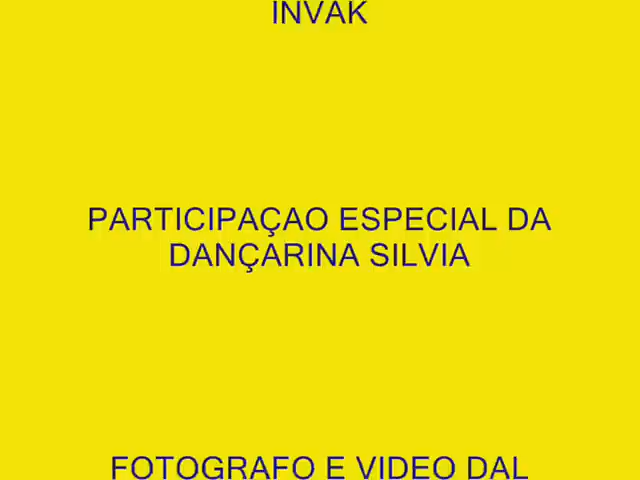 INVAK
PARTICIPAÇAO ESPECIAL DA
DANÇARINA SILVIA
FOTOGRAFO E VIDEO DAL